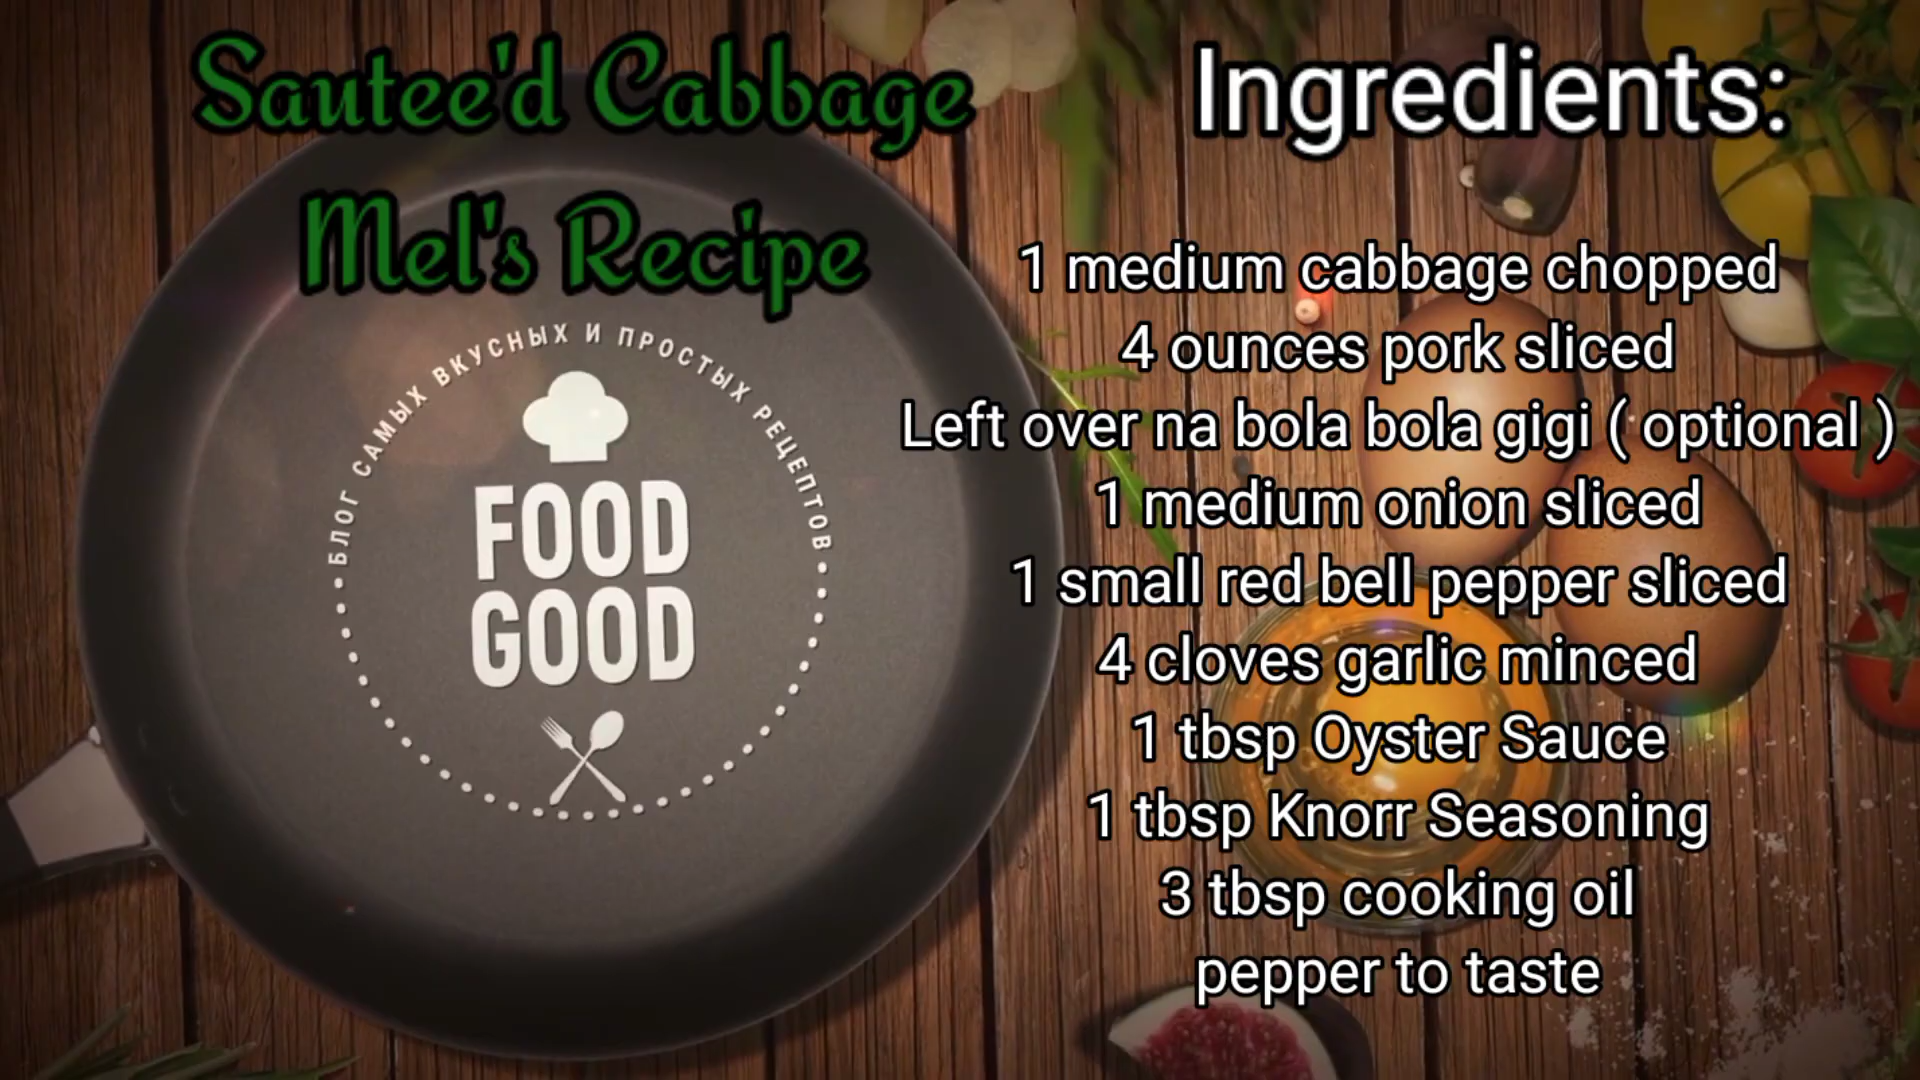 Sautee'd Cabbage
Mel's Recipe
БЛОГ САМЫХ ВКУСНЫХ И ПРОСТЫХ РЕЦЕПТОВ
FOOD
GOOD
Ingredients:
1 medium cabbage chopped
4 ounces pork sliced
Left over na bola bola gigi ( optional )
1 medium onion sliced
1 small red bell pepper sliced
4 cloves garlic minced
1 tbsp Oyster Sauce
1 tbsp Knorr Seasoning
3 tbsp cooking oil
pepper to taste